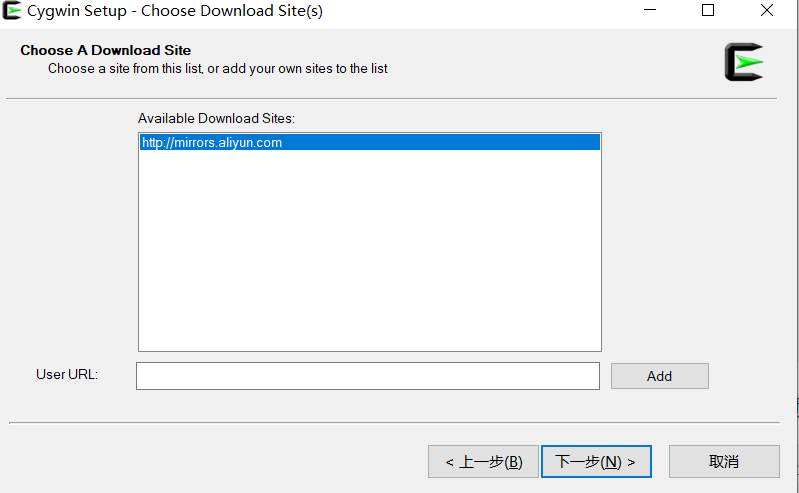 Cygwin Setup - Choose Download Site(s)
Choose A Download Site
Choose a site from this list, or add your own sites to the list
Available Download Sites:
http://mirrors.aliyun.com
User URL:
Add
< 上一步(B)
下一步(N) >
取消